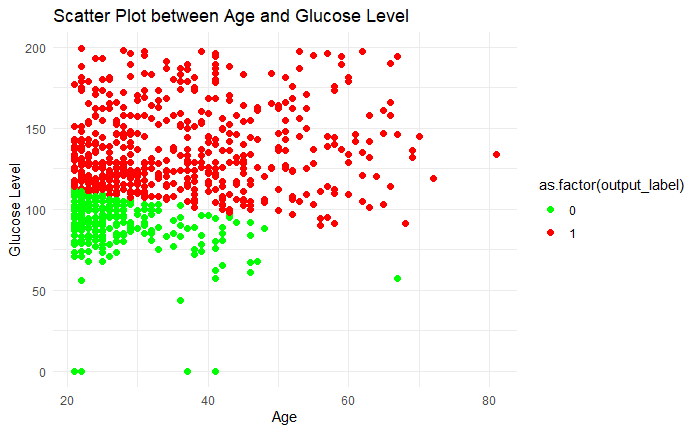 Scatter Plot between Age and Glucose Level
200
150
100
50
0
Glucose Level
20
40
60
80
Age
as.factor(output_label)
0
1